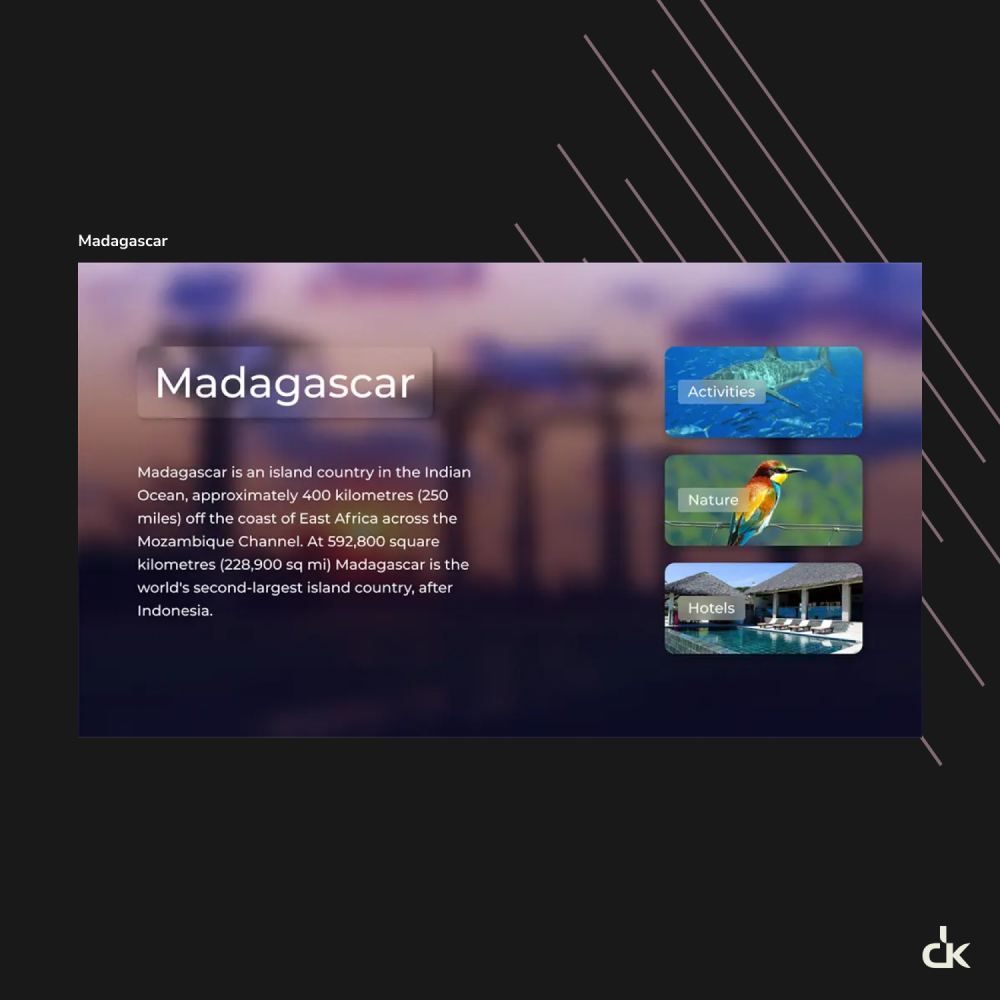 Madagascar
Madagascar
Madagascar is an island country in the Indian
Ocean, approximately 400 kilometres (250
miles) off the coast of East Africa across the
Mozambique Channel. At 592,800 square
kilometres (228,900 sq mi) Madagascar is the
world's second-largest island country, after
Indonesia.
Activities
Nature
Hotels
dk